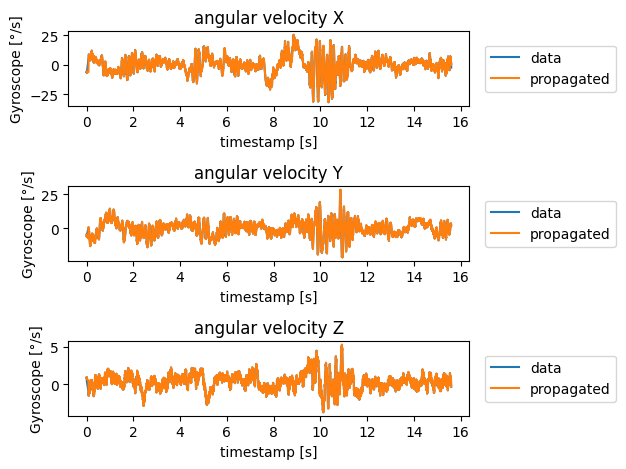 angular velocity X
Gyroscope [°/s]
25
0
−25
0 2 4 6 8 10 12 14 16
timestamp [s]
data
propagated
angular velocity Y
Gyroscope [°/s]
25
0
0 2 4 6 8 10 12 14 16
timestamp [s]
data
propagated
angular velocity Z
Gyroscope [°/s]
5
0
0 2 4 6 8 10 12 14 16
timestamp [s]
data
propagated